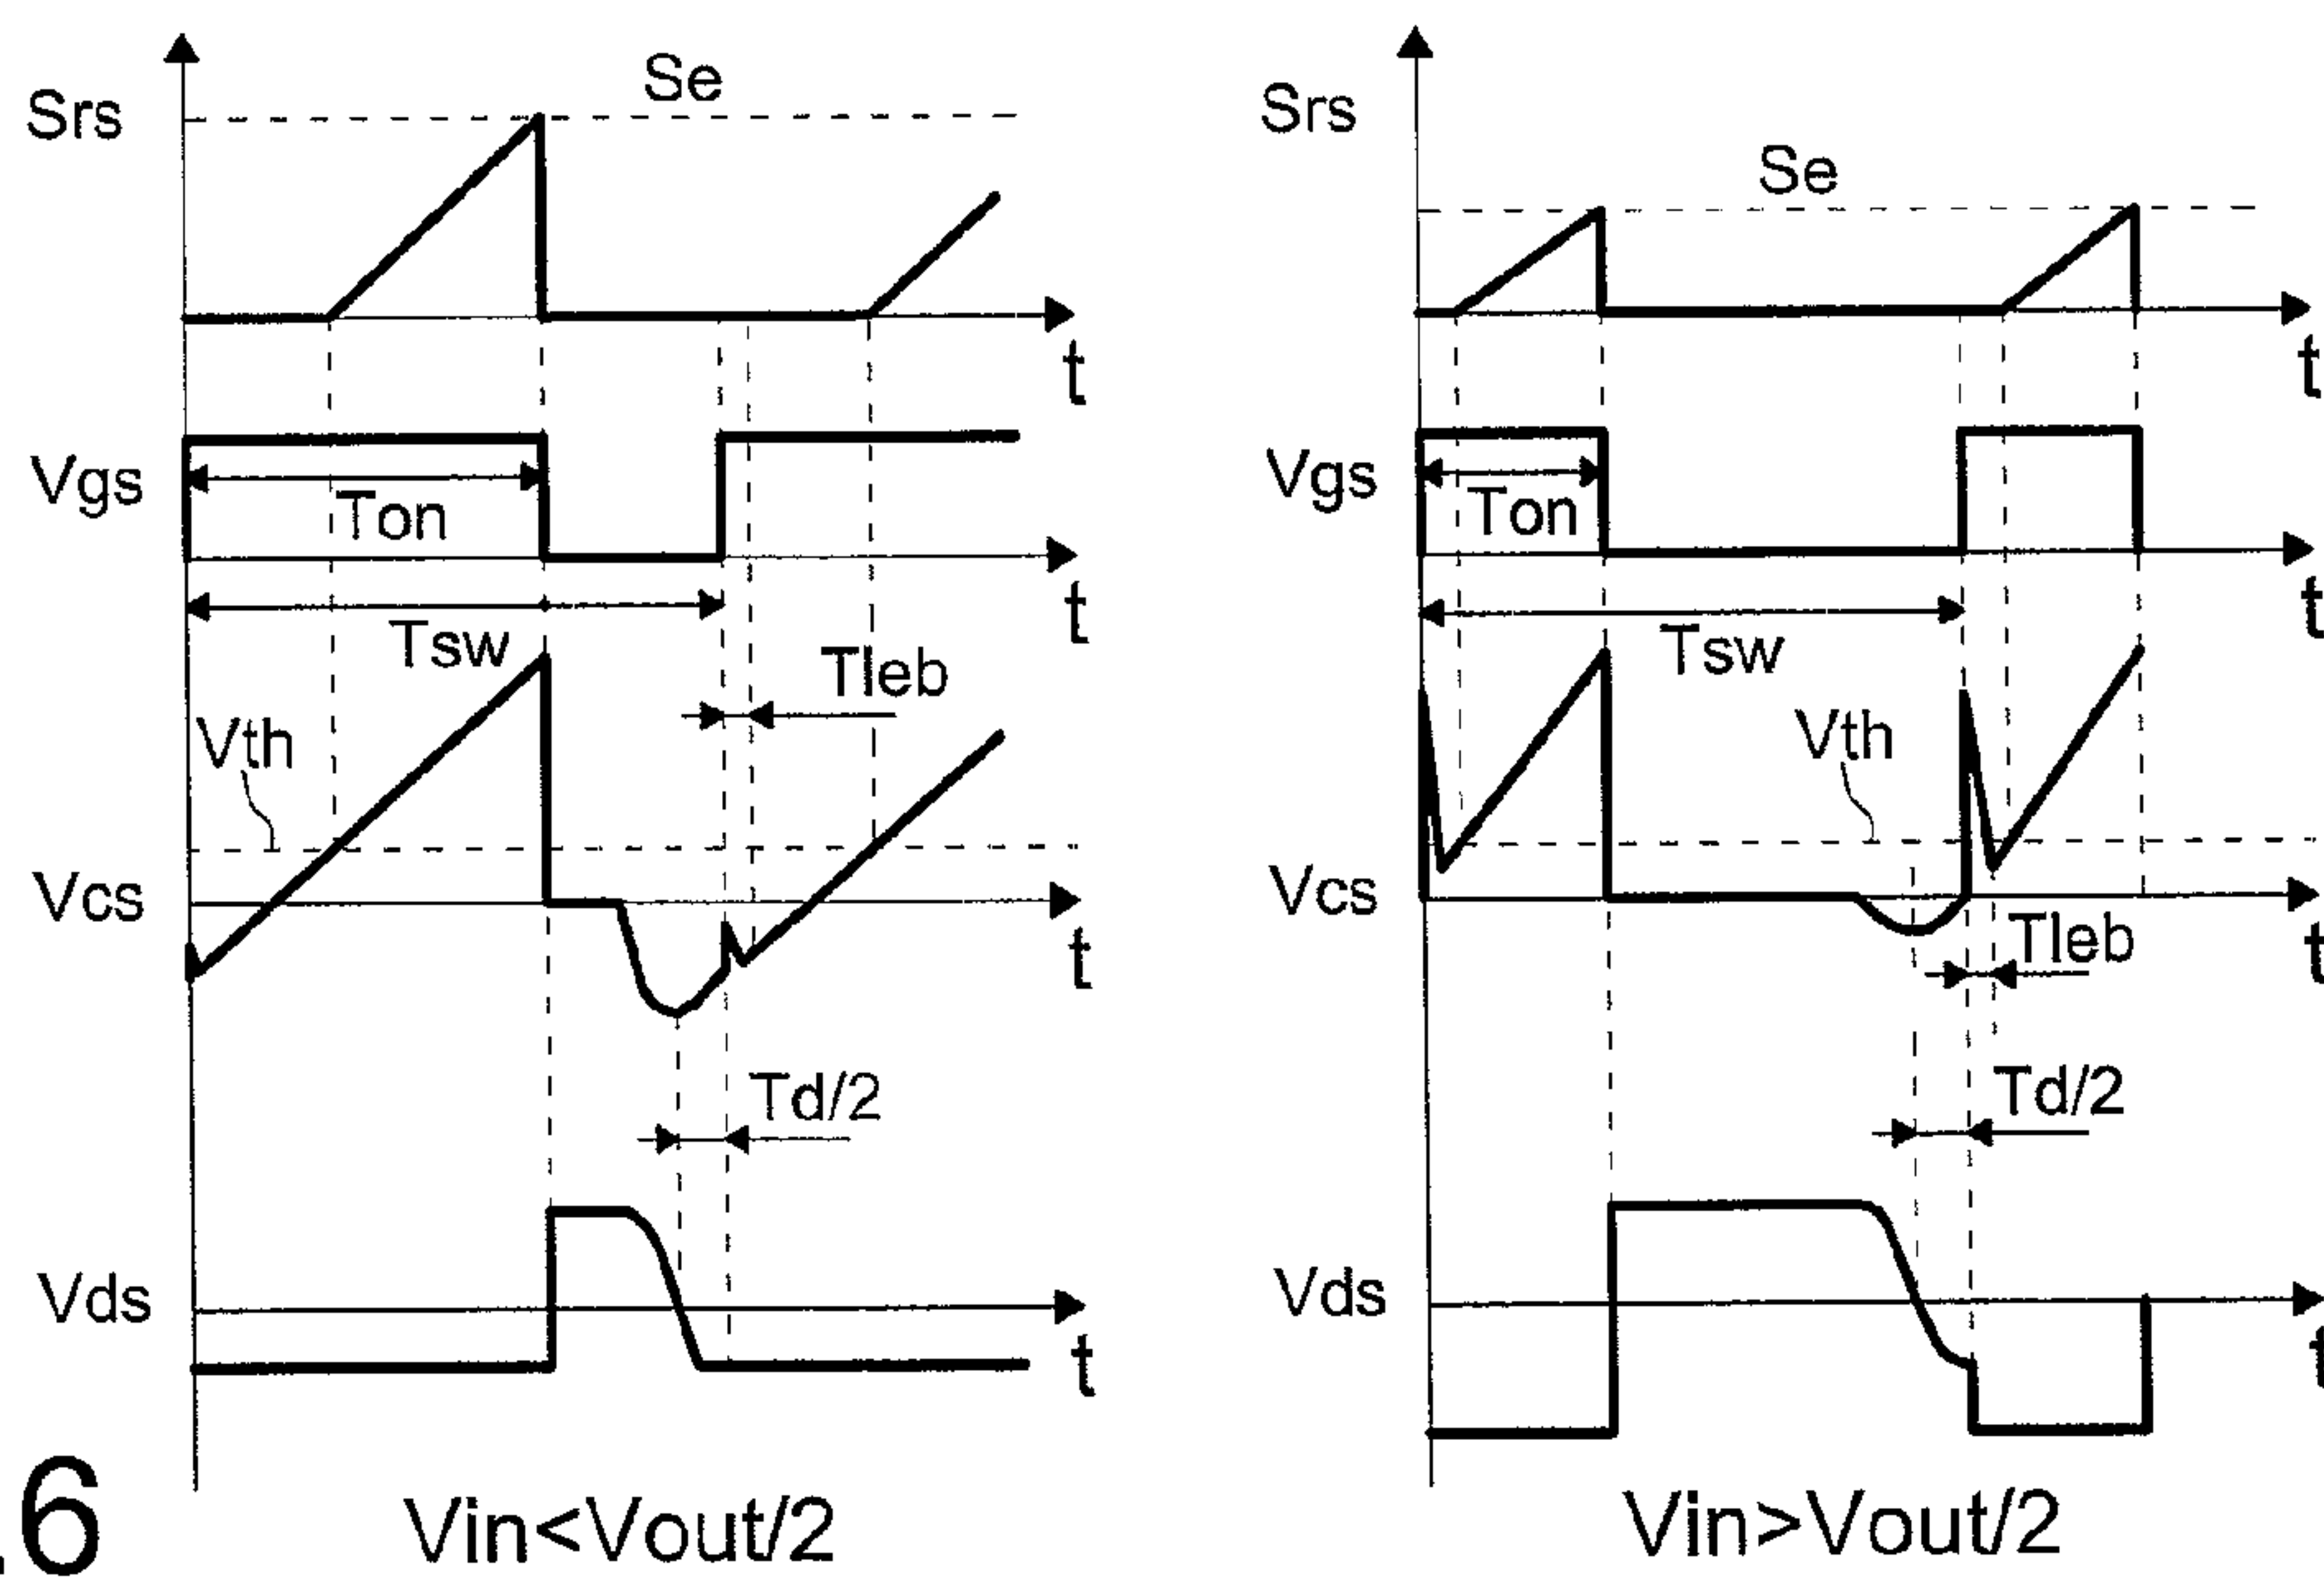 Srs
Se
t
Vgs
Ton
t
Tsw
Tleb
Vth
Vcs
t
Td/2
Vds
t
Vin<Vout/2
Srs
Se
t
Vgs
Ton
t
Tsw
Vth
Vcs
Tleb
t
Td/2
Vds
t
Vin>Vout/2
.6